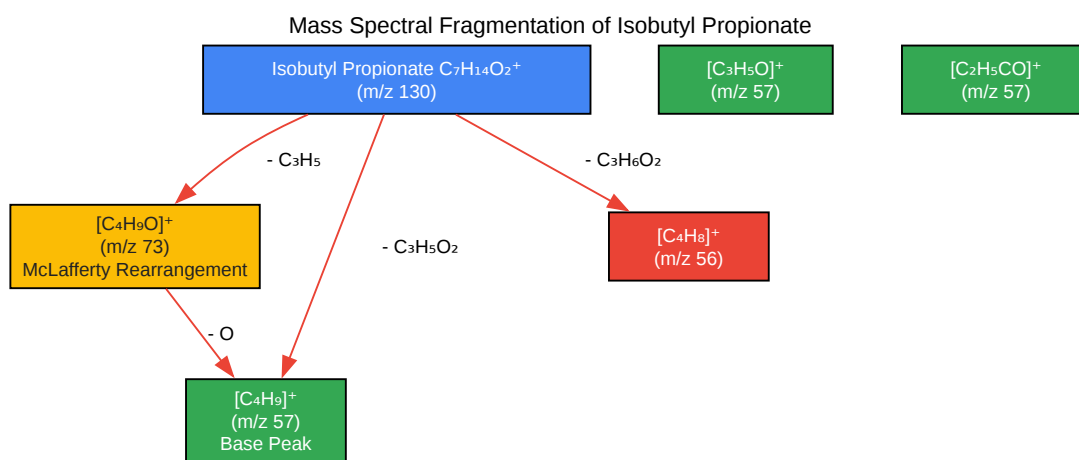 Mass Spectral Fragmentation of Isobutyl Propionate
Isobutyl Propionate C₇H₁₄O₂⁺
(m/z 130)
[C₃H₅O]⁺
(m/z 57)
[C₂H₅CO]⁺
(m/z 57)
- C₃H₅
- C₃H₆O₂
[C₄H₉O]⁺
(m/z 73)
McLafferty Rearrangement
- C₃H₅O₂
[C₄H₈]⁺
(m/z 56)
- O
[C₄H₉]⁺
(m/z 57)
Base Peak